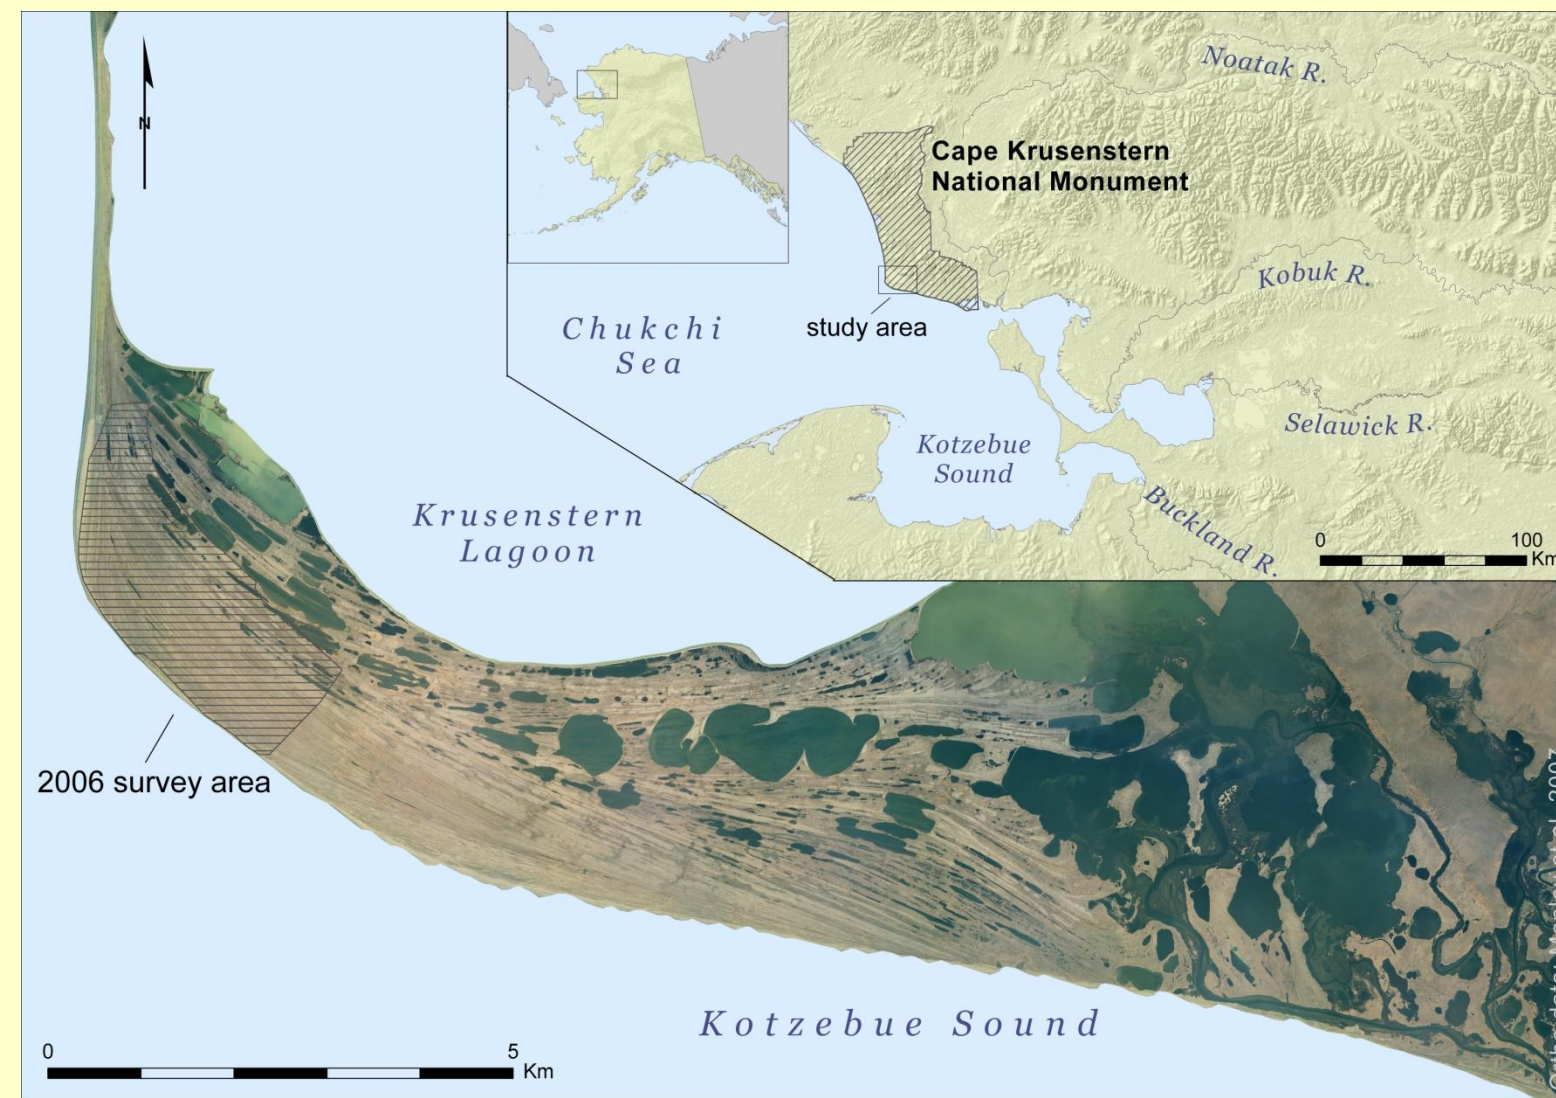 N
Noatak R.
Cape Krusenstern
National Monument
Kobuk R.
Chukchi
Sea
study area
Selawick R.
Kotzebue
Sound
Buckland R.
0 100
Km
Krusenstern
Lagoon
2006 survey area
Kotzebue Sound
0 5
Km
2007